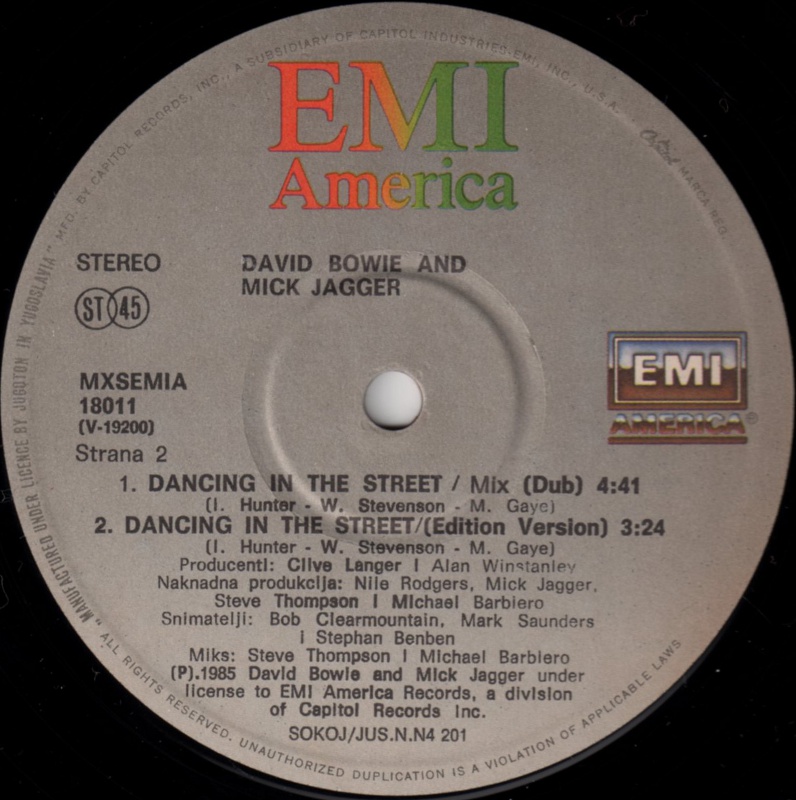 MFD. BY CAPITOL RECORDS, INC., A SUBSIDIARY OF CAPITOL INDUSTRIES-EMI, INC., U.S.A.
Capitol MARCA REG.
EMI
America
STEREO
DAVID BOWIE AND
MICK JAGGER
ST 45
EMI
AMERICA®
MXSEMIA
18011
(V-19200)
Strana 2
1. DANCING IN THE STREET / Mix (Dub) 4:41
(I. Hunter - W. Stevenson - M. Gaye)
2. DANCING IN THE STREET/(Edition Version) 3:24
(I. Hunter - W. Stevenson - M. Gaye)
Producenti: Clive Langer i Alan Winstanley
Naknadna produkcija: Nile Rodgers, Mick Jagger,
Steve Thompson i Michael Barbiero
Snimatelji: Bob Clearmountain, Mark Saunders
i Stephan Benben
Miks: Steve Thompson i Michael Barbiero
(P).1985 David Bowie and Mick Jagger under
license to EMI America Records, a division
of Capitol Records Inc.
SOKOJ/JUS.N.N4 201
"MANUFACTURED UNDER LICENCE BY JUGOTON IN YUGOSLAVIA"
ALL RIGHTS RESERVED. UNAUTHORIZED DUPLICATION IS A VIOLATION OF APPLICABLE LAWS